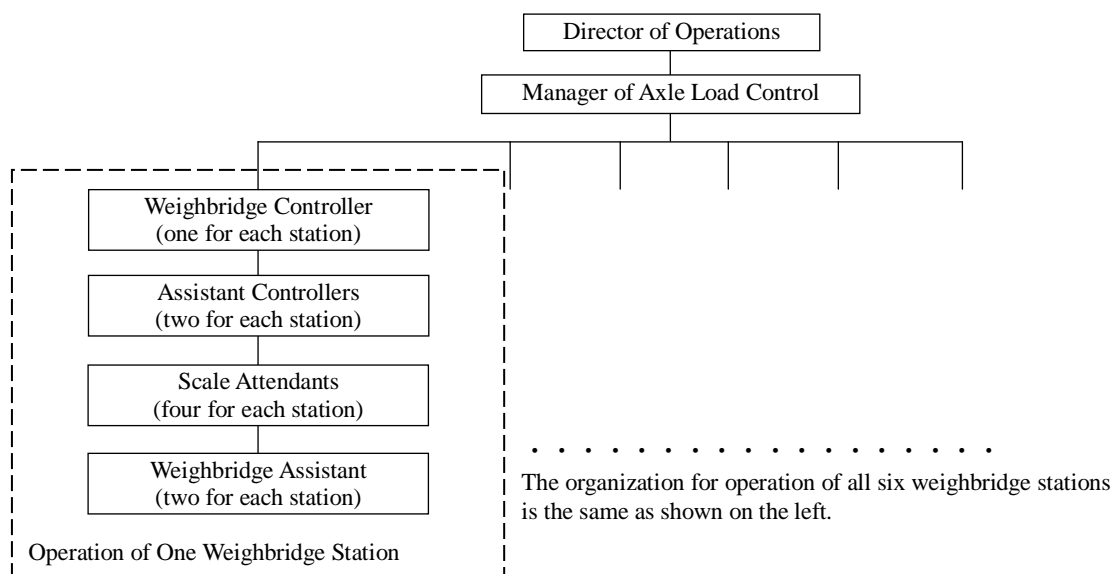 Director of Operations
Manager of Axle Load Control
Weighbridge Controller
(one for each station)
Assistant Controllers
(two for each station)
Scale Attendants
(four for each station)
Weighbridge Assistant
(two for each station)
The organization for operation of all six weighbridge stations
is the same as shown on the left.
Operation of One Weighbridge Station